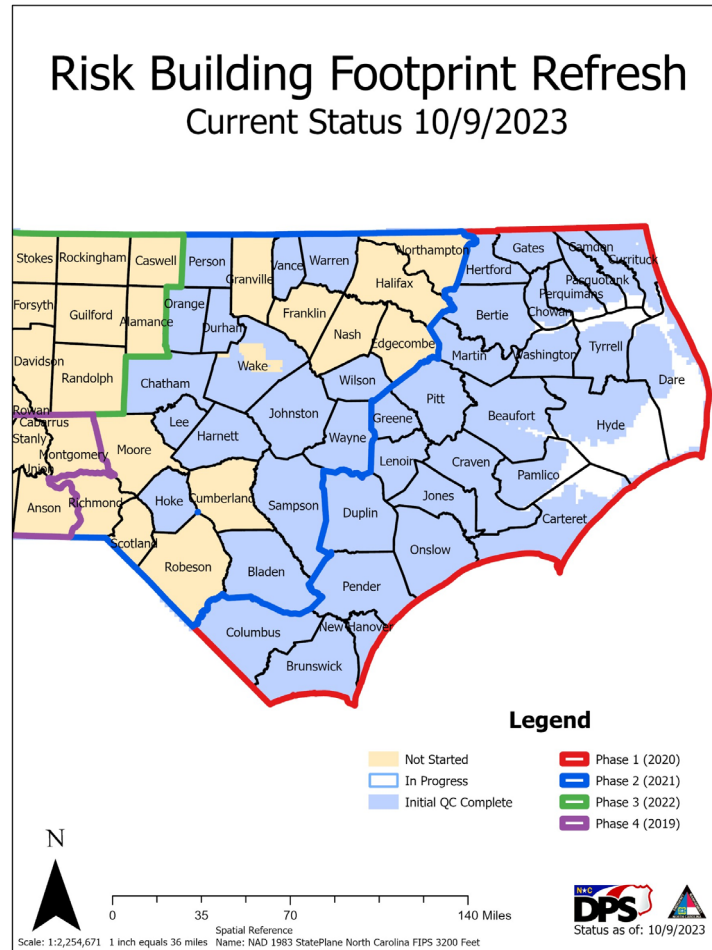 Risk Building Footprint Refresh
Current Status 10/9/2023
Stokes
Rockingham
Caswell
Person
Granville
Vance
Warren
Northampton
Halifax
Hertford
Gates
Camden
Currituck
Pasquotank
Perquimans
Chowan
Bertie
Forsyth
Guilford
Alamance
Orange
Durham
Franklin
Nash
Edgecombe
Martin
Washington
Tyrrell
Dare
Davidson
Randolph
Chatham
Wake
Wilson
Pitt
Beaufort
Hyde
Rowan
Cabarrus
Stanly
Montgomery
Union
Moore
Lee
Harnett
Johnston
Wayne
Greene
Lenoir
Craven
Pamlico
Jones
Carteret
Anson
Richmond
Scotland
Hoke
Cumberland
Sampson
Duplin
Onslow
Robeson
Bladen
Pender
Columbus
New Hanover
Brunswick
Legend
Not Started
In Progress
Initial QC Complete
Phase 1 (2020)
Phase 2 (2021)
Phase 3 (2022)
Phase 4 (2019)
N
0 35 70 140 Miles
Spatial Reference
Scale: 1:2,254,671 1 inch equals 36 miles Name: NAD 1983 StatePlane North Carolina FIPS 3200 Feet
N★C
DPS
Status as of: 10/9/2023